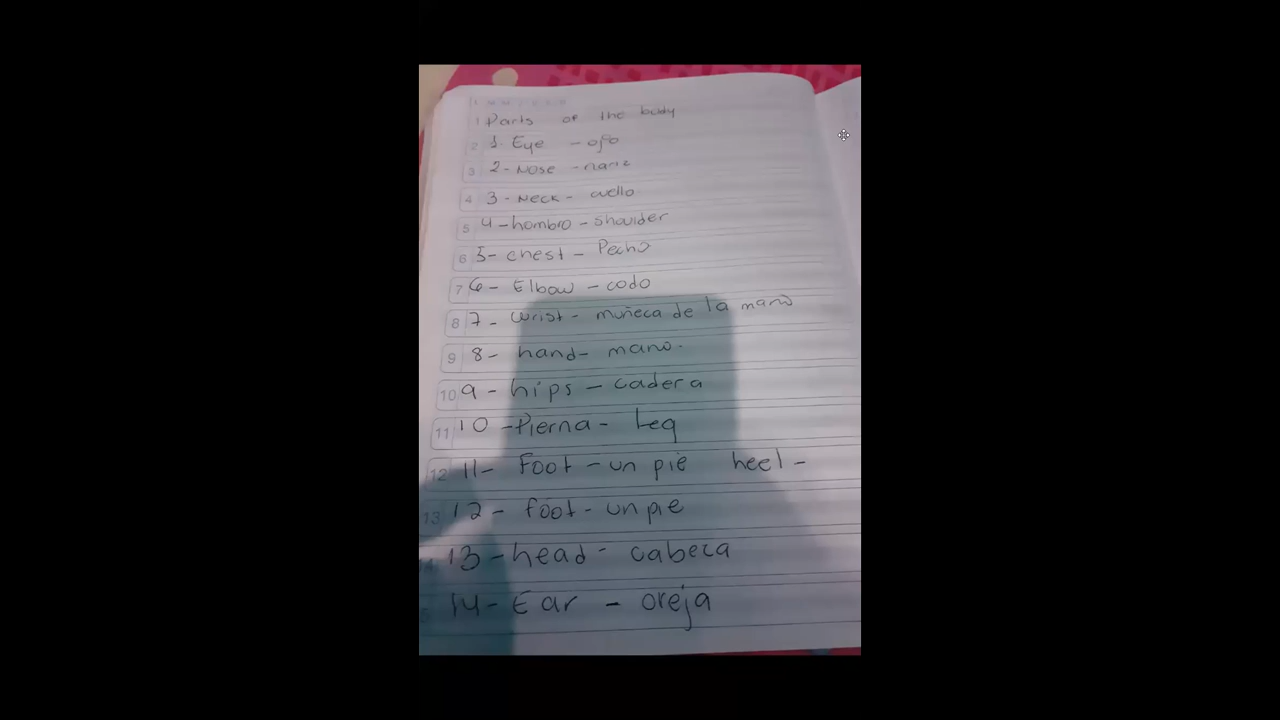 Parts of the body
1. Eye - ojo
2 - Nose - nariz
3 - Neck - cuello
4 - hombro - shoulder
5 - chest - Pecho
6 - Elbow - codo
7 - wrist - muñeca de la mano
8 - hand - mano.
9 - hips - cadera
10 - Pierna - Leg
11 - Foot - un pie heel -
12 - foot - un pie
13 - head - cabeza
14 - Ear - oreja